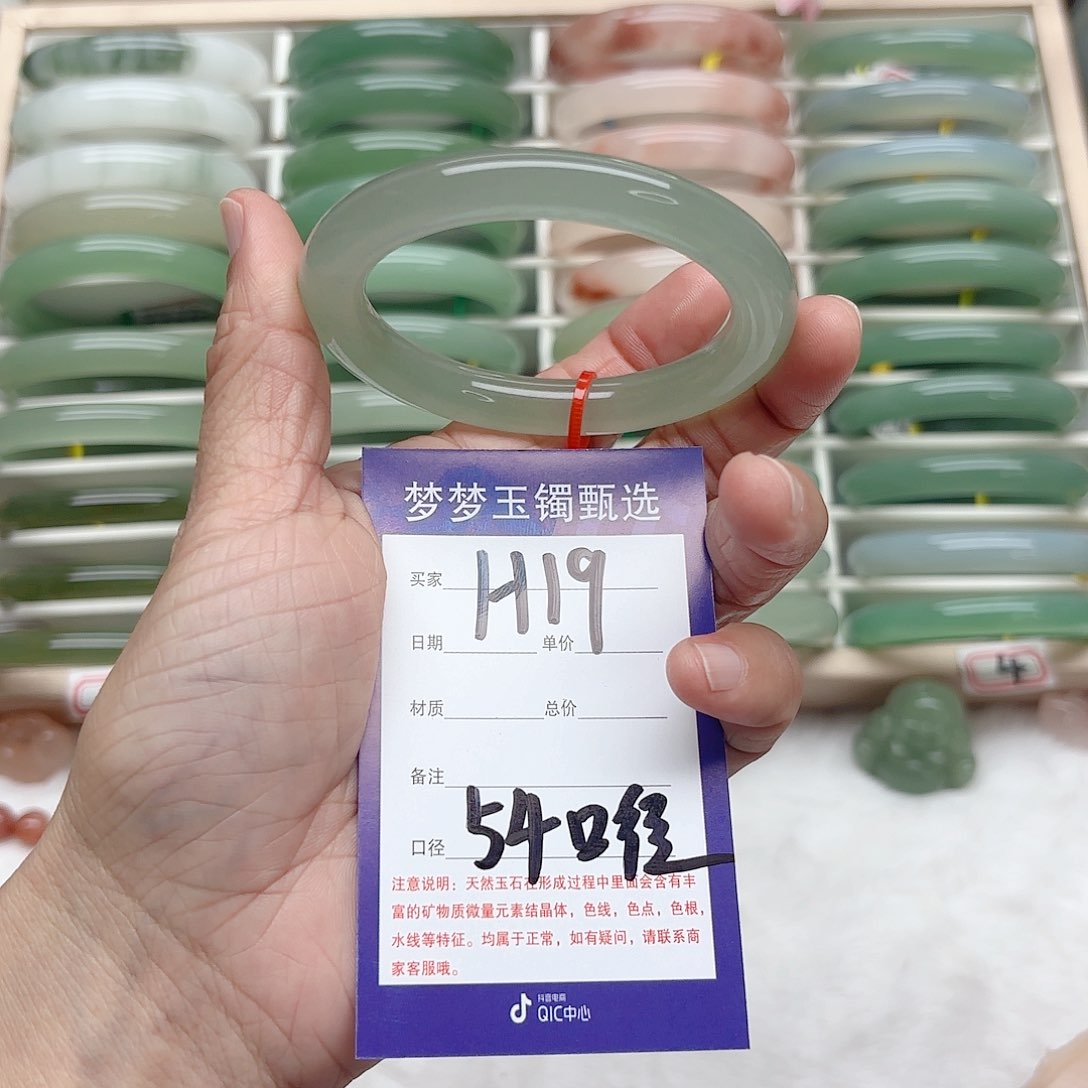 梦梦玉镯甄选
买家
H19
日期 单价
材质 总价
备注
口径 54口径
注意说明：天然玉石在形成过程中里面会含有丰
富的矿物质微量元素结晶体，色线，色点，色根，
水线等特征。均属于正常，如有疑问，请联系商
家客服哦。
抖音电商
QIC中心
4